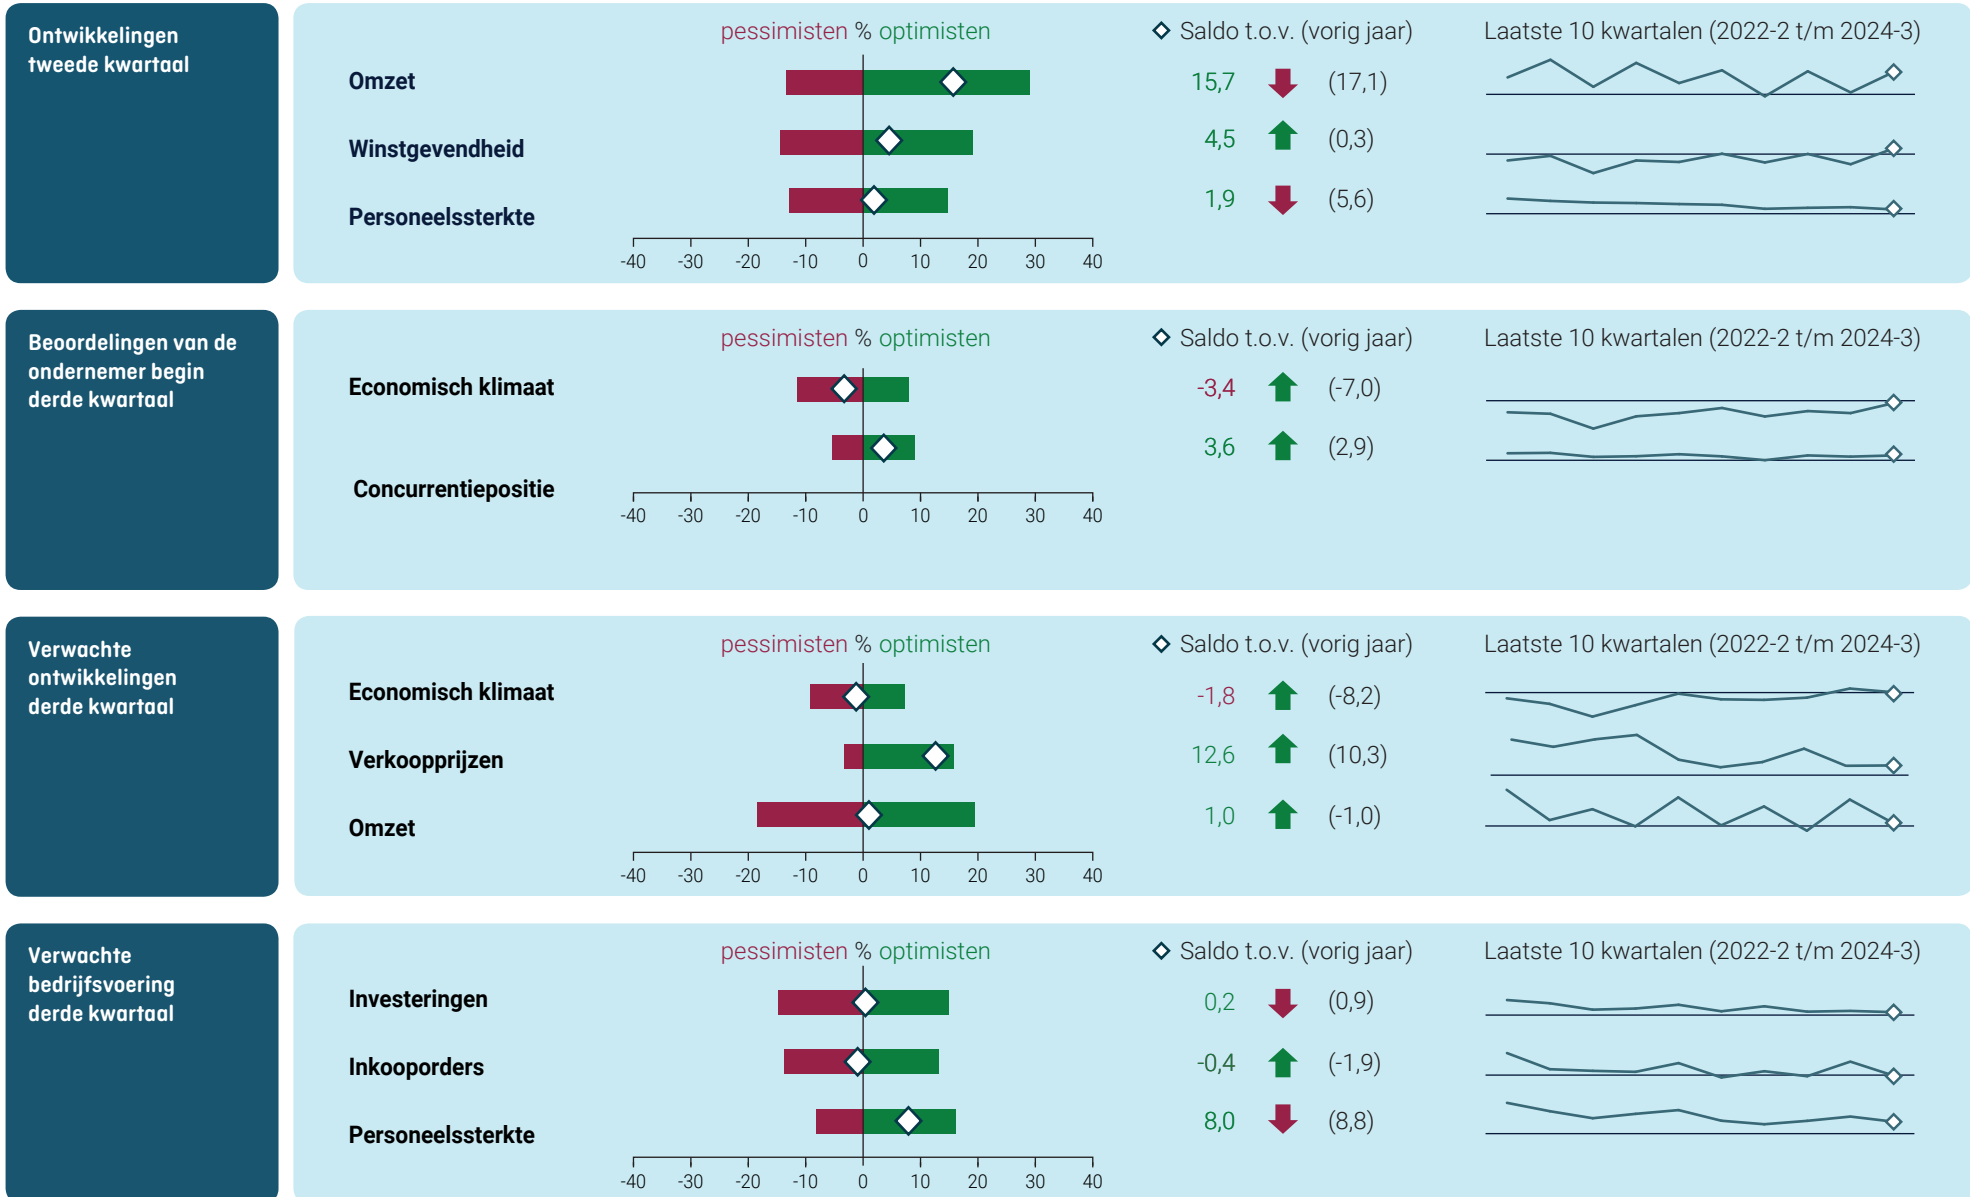 Ontwikkelingen
tweede kwartaal
pessimisten % optimisten
Saldo t.o.v. (vorig jaar)
Laatste 10 kwartalen (2022-2 t/m 2024-3)
Omzet
15,7 (17,1)
Winstgevendheid
4,5 (0,3)
Personeelssterkte
1,9 (5,6)
-40 -30 -20 -10 0 10 20 30 40
Beoordelingen van de
ondernemer begin
derde kwartaal
pessimisten % optimisten
Saldo t.o.v. (vorig jaar)
Laatste 10 kwartalen (2022-2 t/m 2024-3)
Economisch klimaat
-3,4 (-7,0)
3,6 (2,9)
Concurrentiepositie
-40 -30 -20 -10 0 10 20 30 40
Verwachte
ontwikkelingen
derde kwartaal
pessimisten % optimisten
Saldo t.o.v. (vorig jaar)
Laatste 10 kwartalen (2022-2 t/m 2024-3)
Economisch klimaat
-1,8 (-8,2)
Verkoopprijzen
12,6 (10,3)
Omzet
1,0 (-1,0)
-40 -30 -20 -10 0 10 20 30 40
Verwachte
bedrijfsvoering
derde kwartaal
pessimisten % optimisten
Saldo t.o.v. (vorig jaar)
Laatste 10 kwartalen (2022-2 t/m 2024-3)
Investeringen
0,2 (0,9)
Inkooporders
-0,4 (-1,9)
Personeelssterkte
8,0 (8,8)
-40 -30 -20 -10 0 10 20 30 40